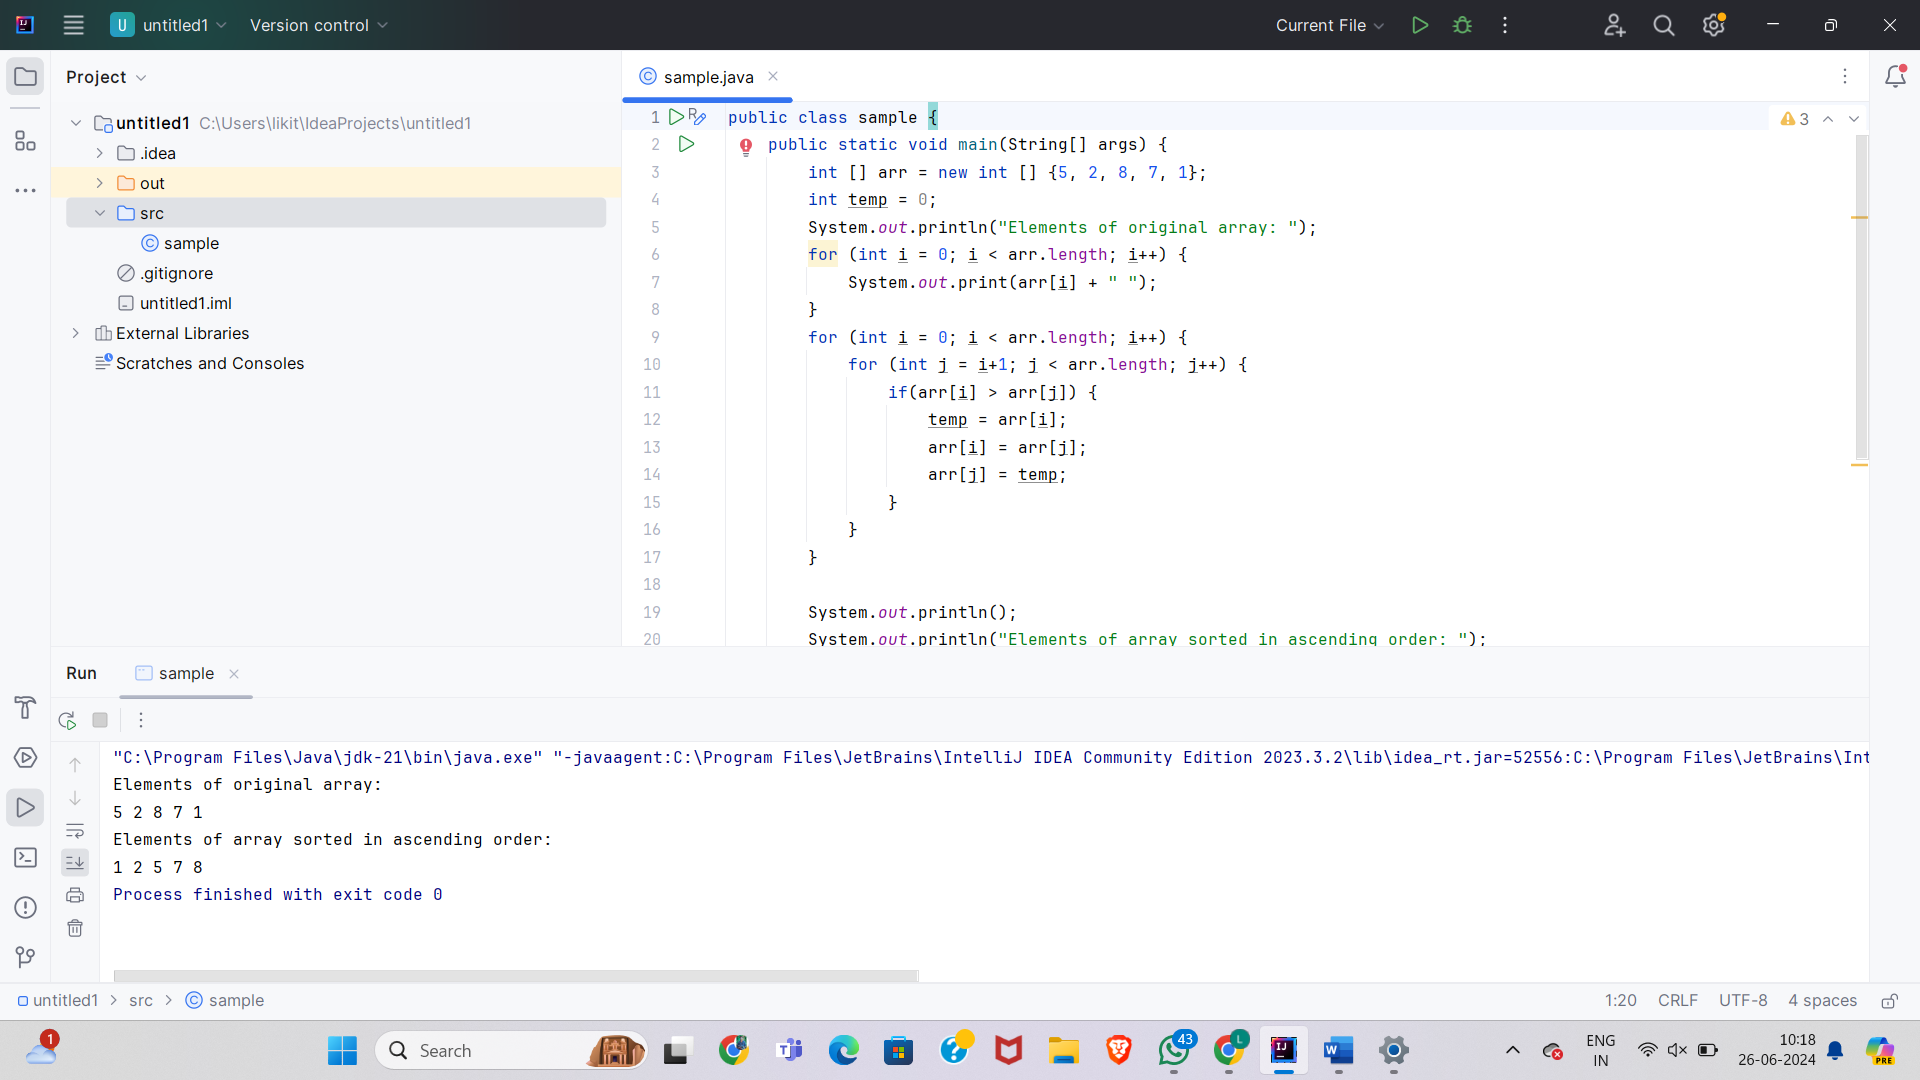 U untitled1 Version control Current File
Project
untitled1 C:\Users\likit\IdeaProjects\untitled1
.idea
out
src
sample
.gitignore
untitled1.iml
External Libraries
Scratches and Consoles
sample.java
3
1 public class sample {
2 public static void main(String[] args) {
3 int [] arr = new int [] {5, 2, 8, 7, 1};
4 int temp = 0;
5 System.out.println("Elements of original array: ");
6 for (int i = 0; i < arr.length; i++) {
7 System.out.print(arr[i] + " ");
8 }
9 for (int i = 0; i < arr.length; i++) {
10 for (int j = i+1; j < arr.length; j++) {
11 if(arr[i] > arr[j]) {
12 temp = arr[i];
13 arr[i] = arr[j];
14 arr[j] = temp;
15 }
16 }
17 }
18
19 System.out.println();
20 System.out.println("Elements of array sorted in ascending order: ");
Run sample
"C:\Program Files\Java\jdk-21\bin\java.exe" "-javaagent:C:\Program Files\JetBrains\IntelliJ IDEA Community Edition 2023.3.2\lib\idea_rt.jar=52556:C:\Program Files\JetBrains\Int
Elements of original array:
5 2 8 7 1
Elements of array sorted in ascending order:
1 2 5 7 8
Process finished with exit code 0
untitled1 > src > sample 1:20 CRLF UTF-8 4 spaces
1
Search
43
L
ENG
IN
10:18
26-06-2024
PRE